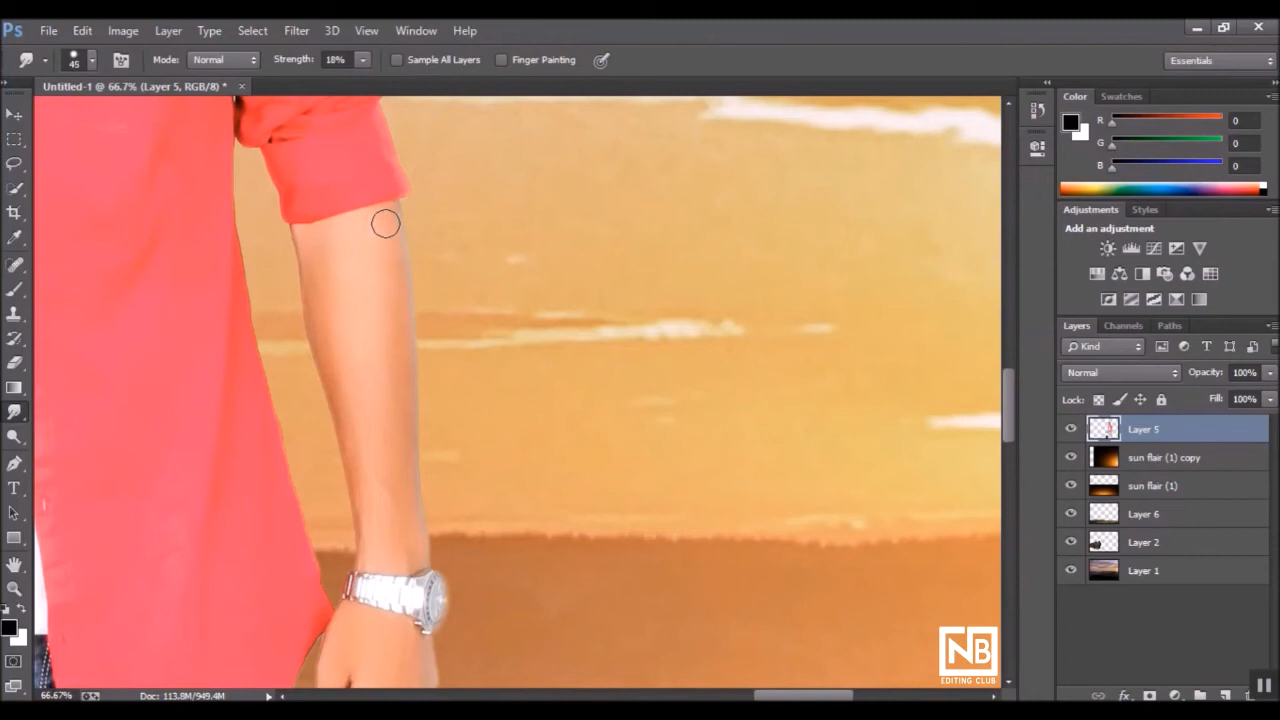 Ps File Edit Image Layer Type Select Filter 3D View Window Help
45 Mode: Normal Strength: 18% Sample All Layers Finger Painting Essentials
Untitled-1 @ 66.7% (Layer 5, RGB/8) * ×
Color Swatches
R 0
G 0
B 0
Adjustments Styles
Add an adjustment
Layers Channels Paths
Kind
Normal Opacity: 100%
Lock: Fill: 100%
Layer 5
sun flair (1) copy
sun flair (1)
Layer 6
Layer 2
Layer 1
NB
EDITING CLUB
66.67% Doc: 113.8M/949.4M